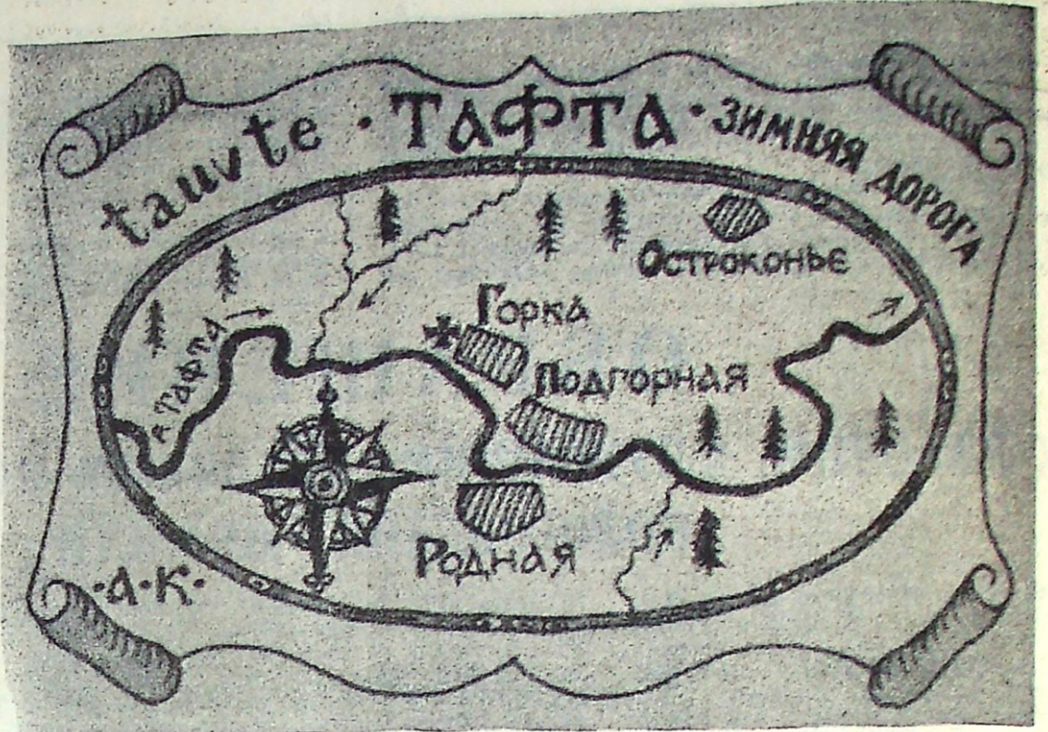 tauvte · ТАФТА · ЗИМНЯЯ ДОРОГА
Остроконье
Горка
р. Тафта
Подгорная
Родная
·А·К·